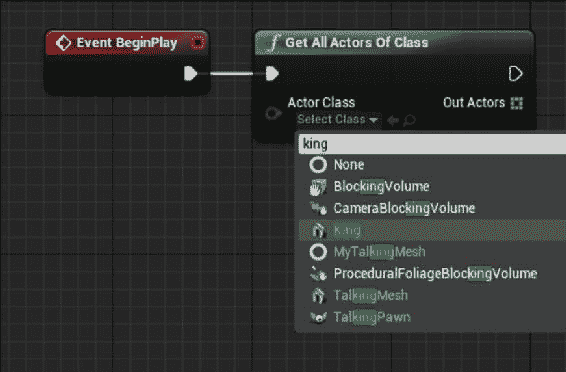 Event BeginPlay
f Get All Actors Of Class
Actor Class
Out Actors
Select Class
king
None
BlockingVolume
CameraBlockingVolume
King
MyTalkingMesh
ProceduralFoliageBlockingVolume
TalkingMesh
TalkingPawn